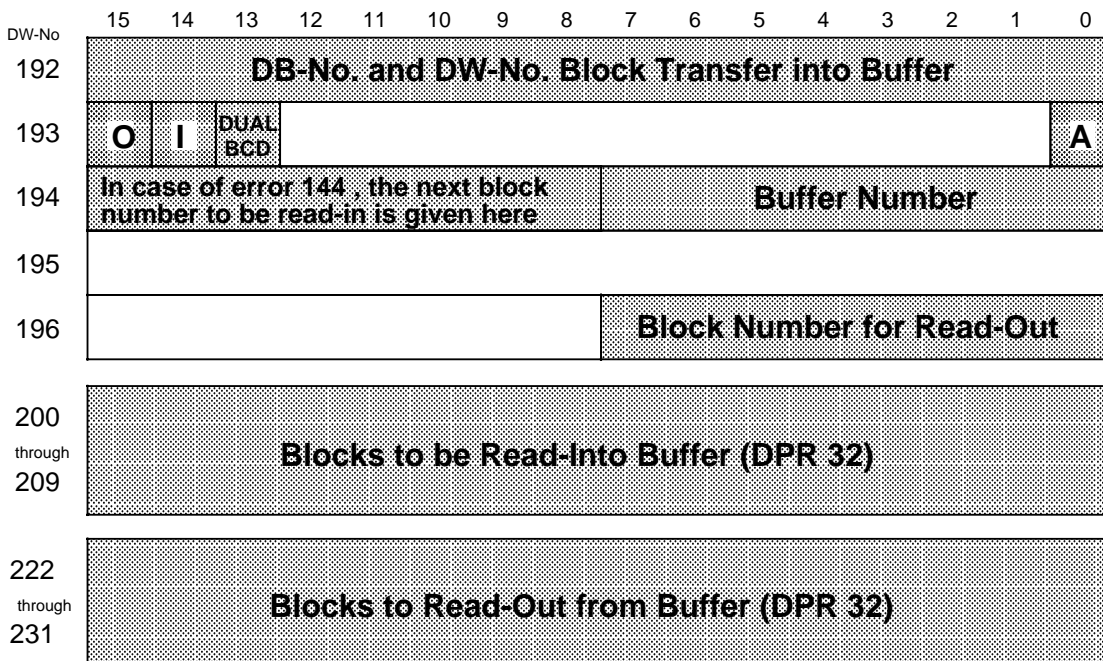 15 14 13 12 11 10 9 8 7 6 5 4 3 2 1 0
DW-No
192 DB-No. and DW-No. Block Transfer into Buffer
193 O I DUAL BCD A
194 In case of error 144 , the next block
number to be read-in is given here Buffer Number
195
196 Block Number for Read-Out
200
through
209
Blocks to be Read-Into Buffer (DPR 32)
222
through
231
Blocks to Read-Out from Buffer (DPR 32)